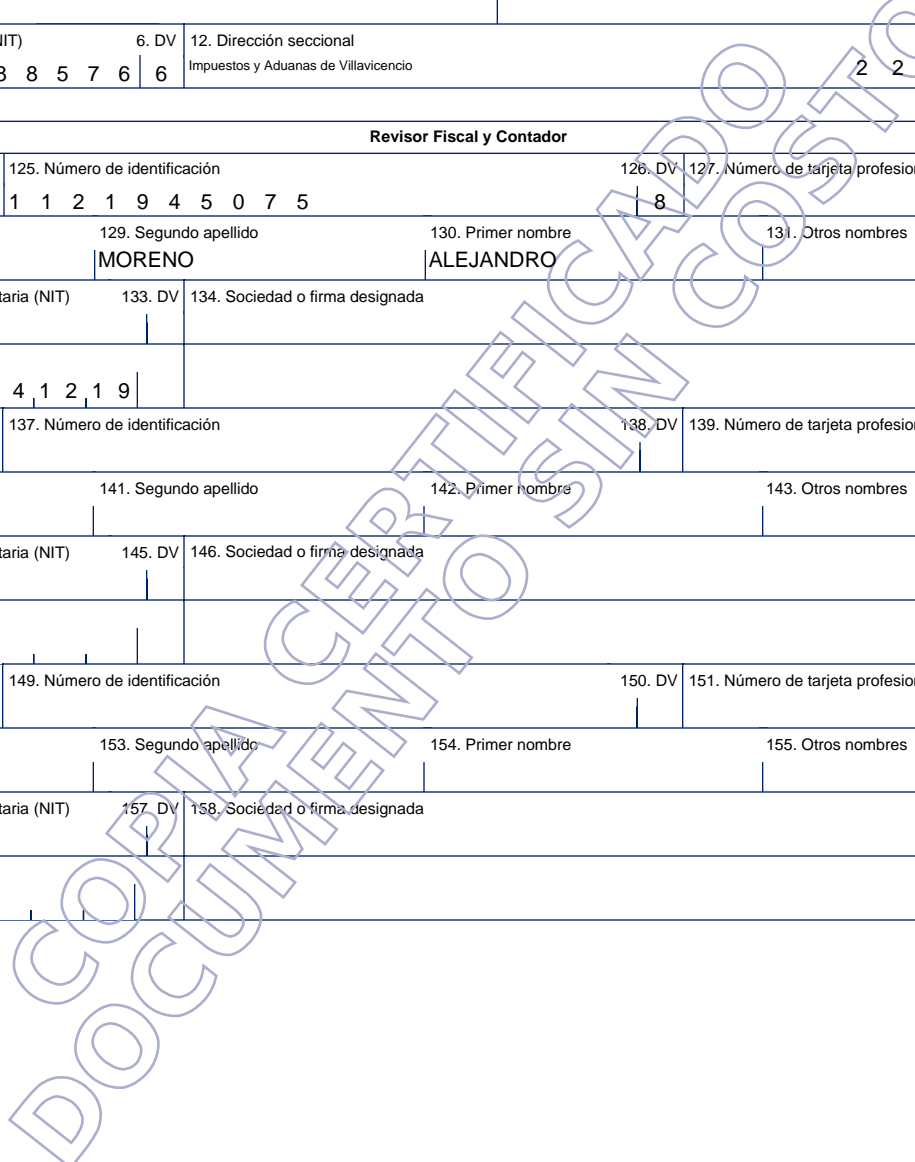 IIT) 6. DV 12. Dirección seccional
8 8 5 7 6 6 Impuestos y Aduanas de Villavicencio 2 2
Revisor Fiscal y Contador
125. Número de identificación 126. DV 127. Número de tarjeta profesion
1 1 2 1 9 4 5 0 7 5 8
129. Segundo apellido 130. Primer nombre 131. Otros nombres
MORENO ALEJANDRO
taria (NIT) 133. DV 134. Sociedad o firma designada
4 1 2 1 9
137. Número de identificación 138. DV 139. Número de tarjeta profesion
141. Segundo apellido 142. Primer nombre 143. Otros nombres
taria (NIT) 145. DV 146. Sociedad o firma designada
149. Número de identificación 150. DV 151. Número de tarjeta profesion
153. Segundo apellido 154. Primer nombre 155. Otros nombres
taria (NIT) 157. DV 158. Sociedad o firma designada
COPIA CERTIFICADO
DOCUMENTO SIN COSTO